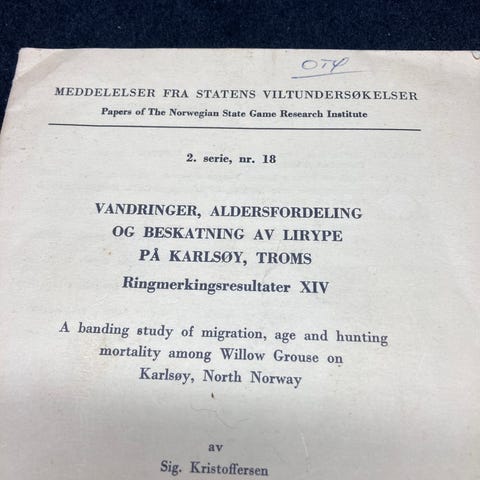 MEDDELELSER FRA STATENS VILTUNDERSØKELSER
Papers of The Norwegian State Game Research Institute
2. serie, nr. 18
VANDRINGER, ALDERSFORDELING
OG BESKATNING AV LIRYPE
PÅ KARLSØY, TROMS
Ringmerkingsresultater XIV
A banding study of migration, age and hunting
mortality among Willow Grouse on
Karlsøy, North Norway
av
Sig. Kristoffersen